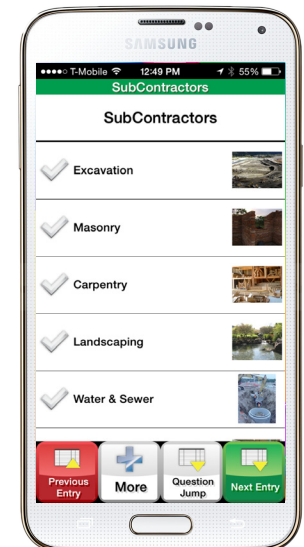 SAMSUNG
T-Mobile 12:49 PM 55%
SubContractors
SubContractors
Excavation
Masonry
Carpentry
Landscaping
Water & Sewer
Previous Entry
More
Question Jump
Next Entry